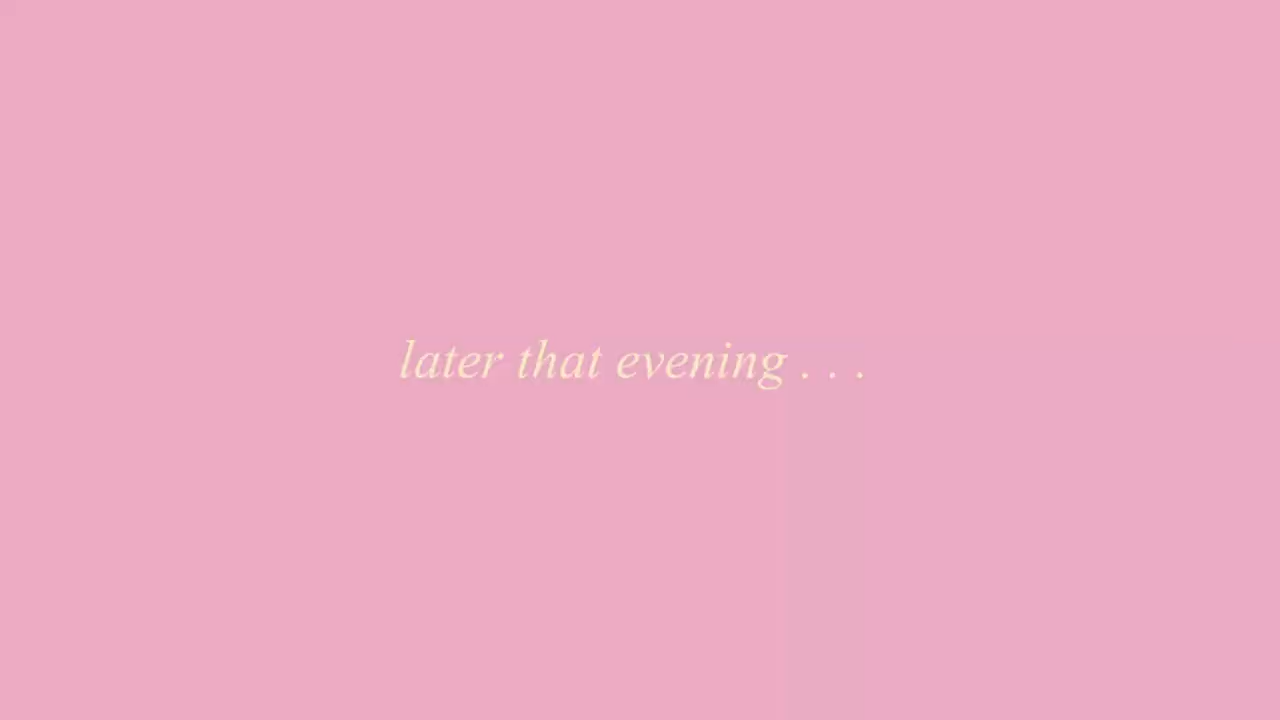 later that evening . . .